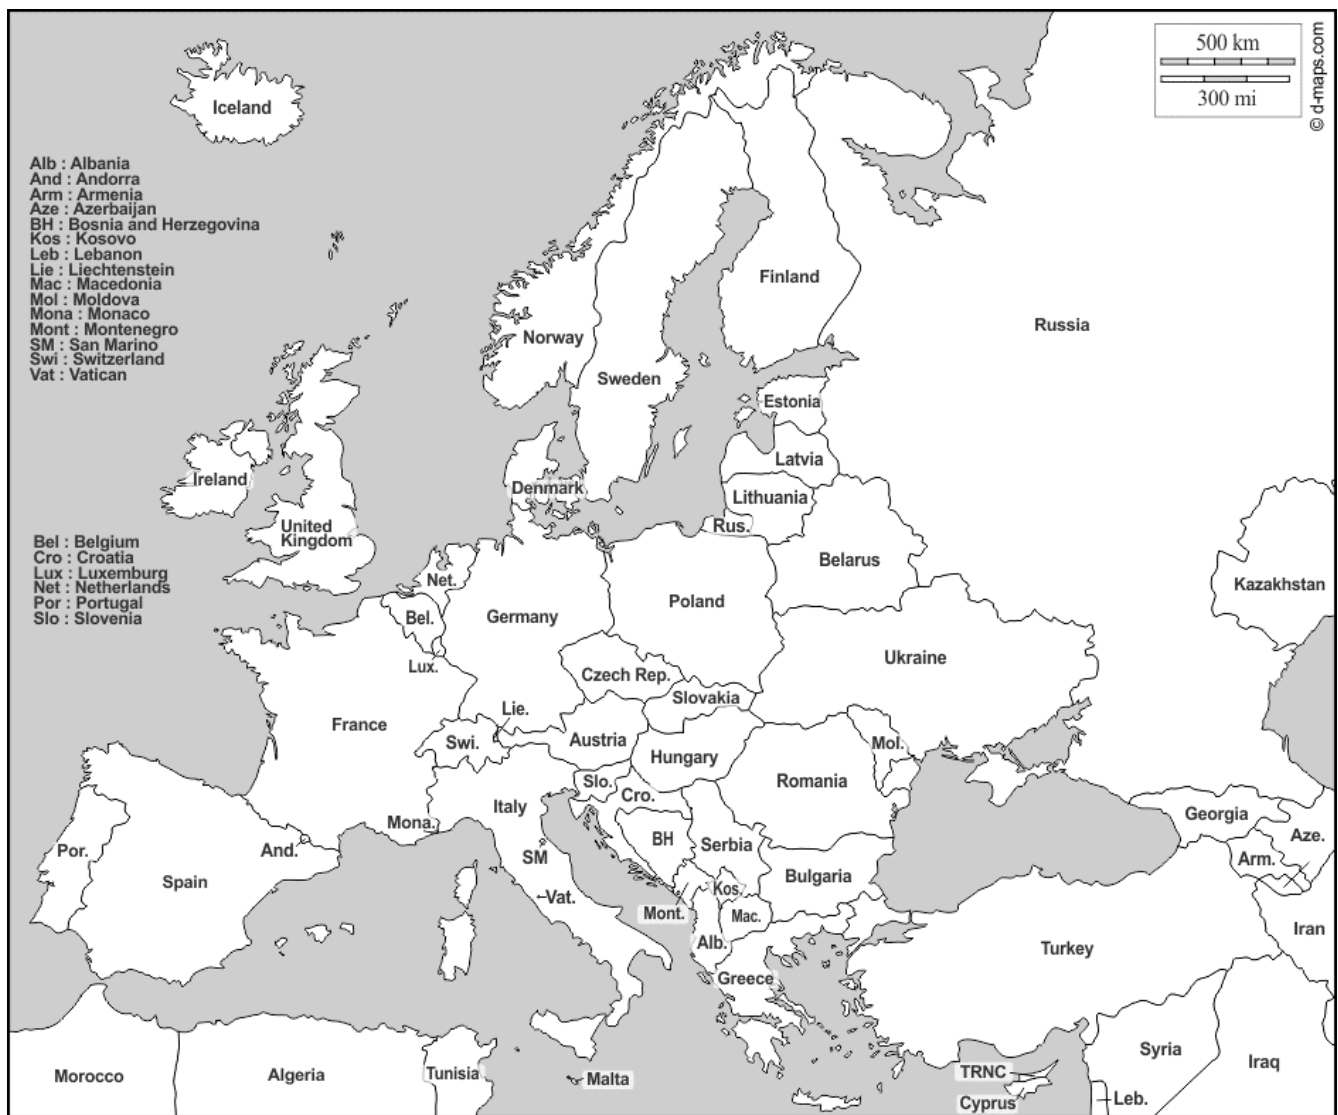 500 km
300 mi
© d-maps.com
Iceland
Alb : Albania
And : Andorra
Arm : Armenia
Aze : Azerbaijan
BH : Bosnia and Herzegovina
Kos : Kosovo
Leb : Lebanon
Lie : Liechtenstein
Mac : Macedonia
Mol : Moldova
Mona : Monaco
Mont : Montenegro
SM : San Marino
Swi : Switzerland
Vat : Vatican
Finland
Russia
Norway
Sweden
Estonia
Latvia
Ireland
Denmark
Lithuania
Rus.
United
Kingdom
Bel : Belgium
Cro : Croatia
Lux : Luxemburg
Net : Netherlands
Por : Portugal
Slo : Slovenia
Belarus
Net.
Kazakhstan
Poland
Germany
Bel.
Ukraine
Lux.
Czech Rep.
Slovakia
Lie.
France
Swi.
Austria
Mol.
Hungary
Romania
Slo.
Cro.
Italy
Georgia
Mona.
Aze.
BH
Serbia
Por.
And.
SM
Arm.
Spain
Bulgaria
Kos.
Vat.
Mont.
Mac.
Iran
Alb.
Turkey
Greece
Syria
Iraq
Morocco
Algeria
Tunisia
Malta
TRNC
Leb.
Cyprus